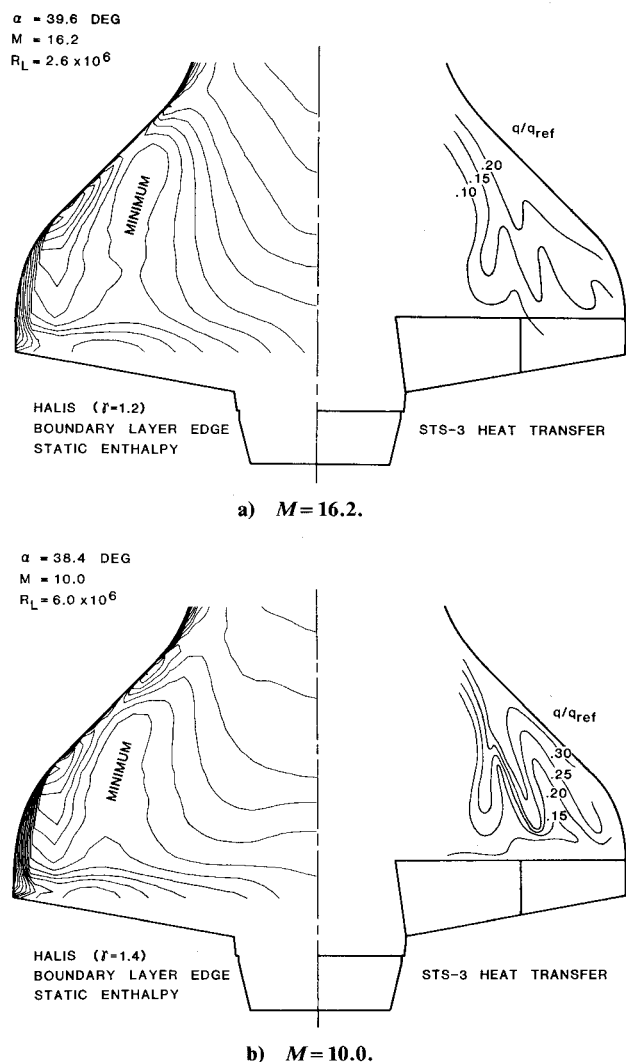 α = 39.6 DEG
M = 16.2
R_L = 2.6 x 10^6
q/q_ref
.20
.15
.10
MINIMUM
HALIS (γ=1.2)
BOUNDARY LAYER EDGE
STATIC ENTHALPY
STS-3 HEAT TRANSFER
a) M = 16.2.
α = 38.4 DEG
M = 10.0
R_L = 6.0 x 10^6
q/q_ref
.30
.25
.20
.15
MINIMUM
HALIS (γ=1.4)
BOUNDARY LAYER EDGE
STATIC ENTHALPY
STS-3 HEAT TRANSFER
b) M = 10.0.